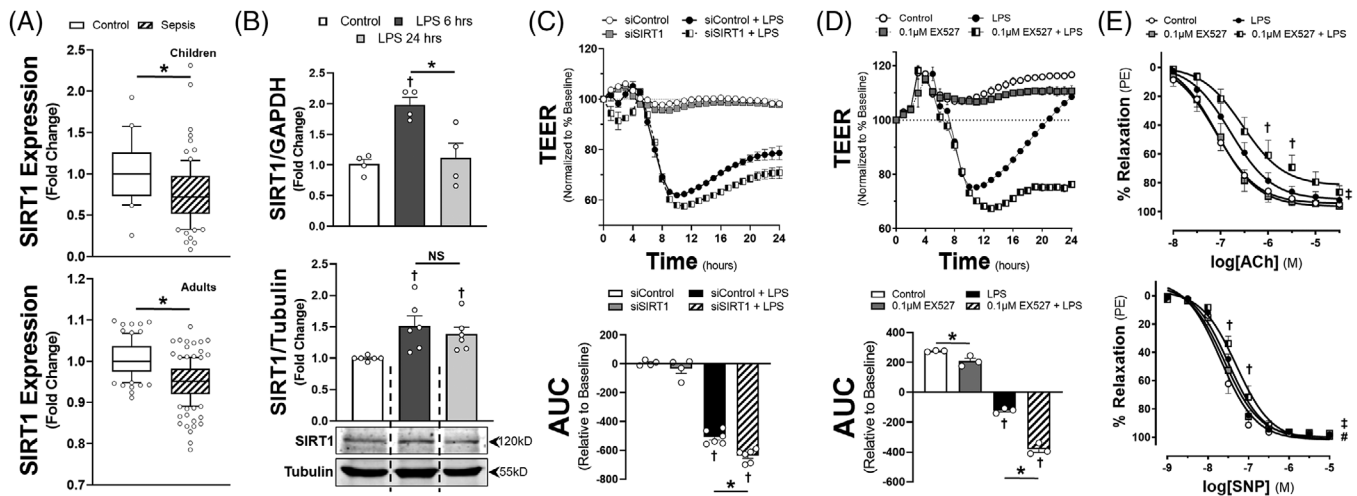 (A)
Control Sepsis
SIRT1 Expression
(Fold Change)
Children
*
2.5
2.0
1.5
1.0
0.5
0.0
SIRT1 Expression
(Fold Change)
Adults
*
1.2
1.1
1.0
0.9
0.8
0.7
(B)
Control LPS 6 hrs
LPS 24 hrs
SIRT1/GAPDH
(Fold Change)
2.5
2.0
1.5
1.0
0.5
0.0
† *
SIRT1/Tubulin
(Fold Change)
2.5
2.0
1.5
1.0
0.5
0.0
NS
† †
SIRT1 120kD
Tubulin 55kD
(C)
siControl siControl + LPS
siSIRT1 siSIRT1 + LPS
TEER
(Normalized to % Baseline)
120
100
80
60
0 4 8 12 16 20 24
Time (hours)
siControl siControl + LPS
siSIRT1 siSIRT1 + LPS
AUC
(Relative to Baseline)
200
0
-200
-400
-600
-800
† †
*
(D)
Control LPS
0.1µM EX527 0.1µM EX527 + LPS
TEER
(Normalized to % Baseline)
120
100
80
60
0 4 8 12 16 20 24
Time (hours)
Control LPS
0.1µM EX527 0.1µM EX527 + LPS
AUC
(Relative to Baseline)
400
200
0
-200
-400
-600
*
† †
*
(E)
Control LPS
0.1µM EX527 0.1µM EX527 + LPS
% Relaxation (PE)
0
20
40
60
80
100
† †
‡
-8 -7 -6 -5
log[ACh] (M)
% Relaxation (PE)
0
20
40
60
80
100
†
†
‡
#
-9 -8 -7 -6 -5
log[SNP] (M)